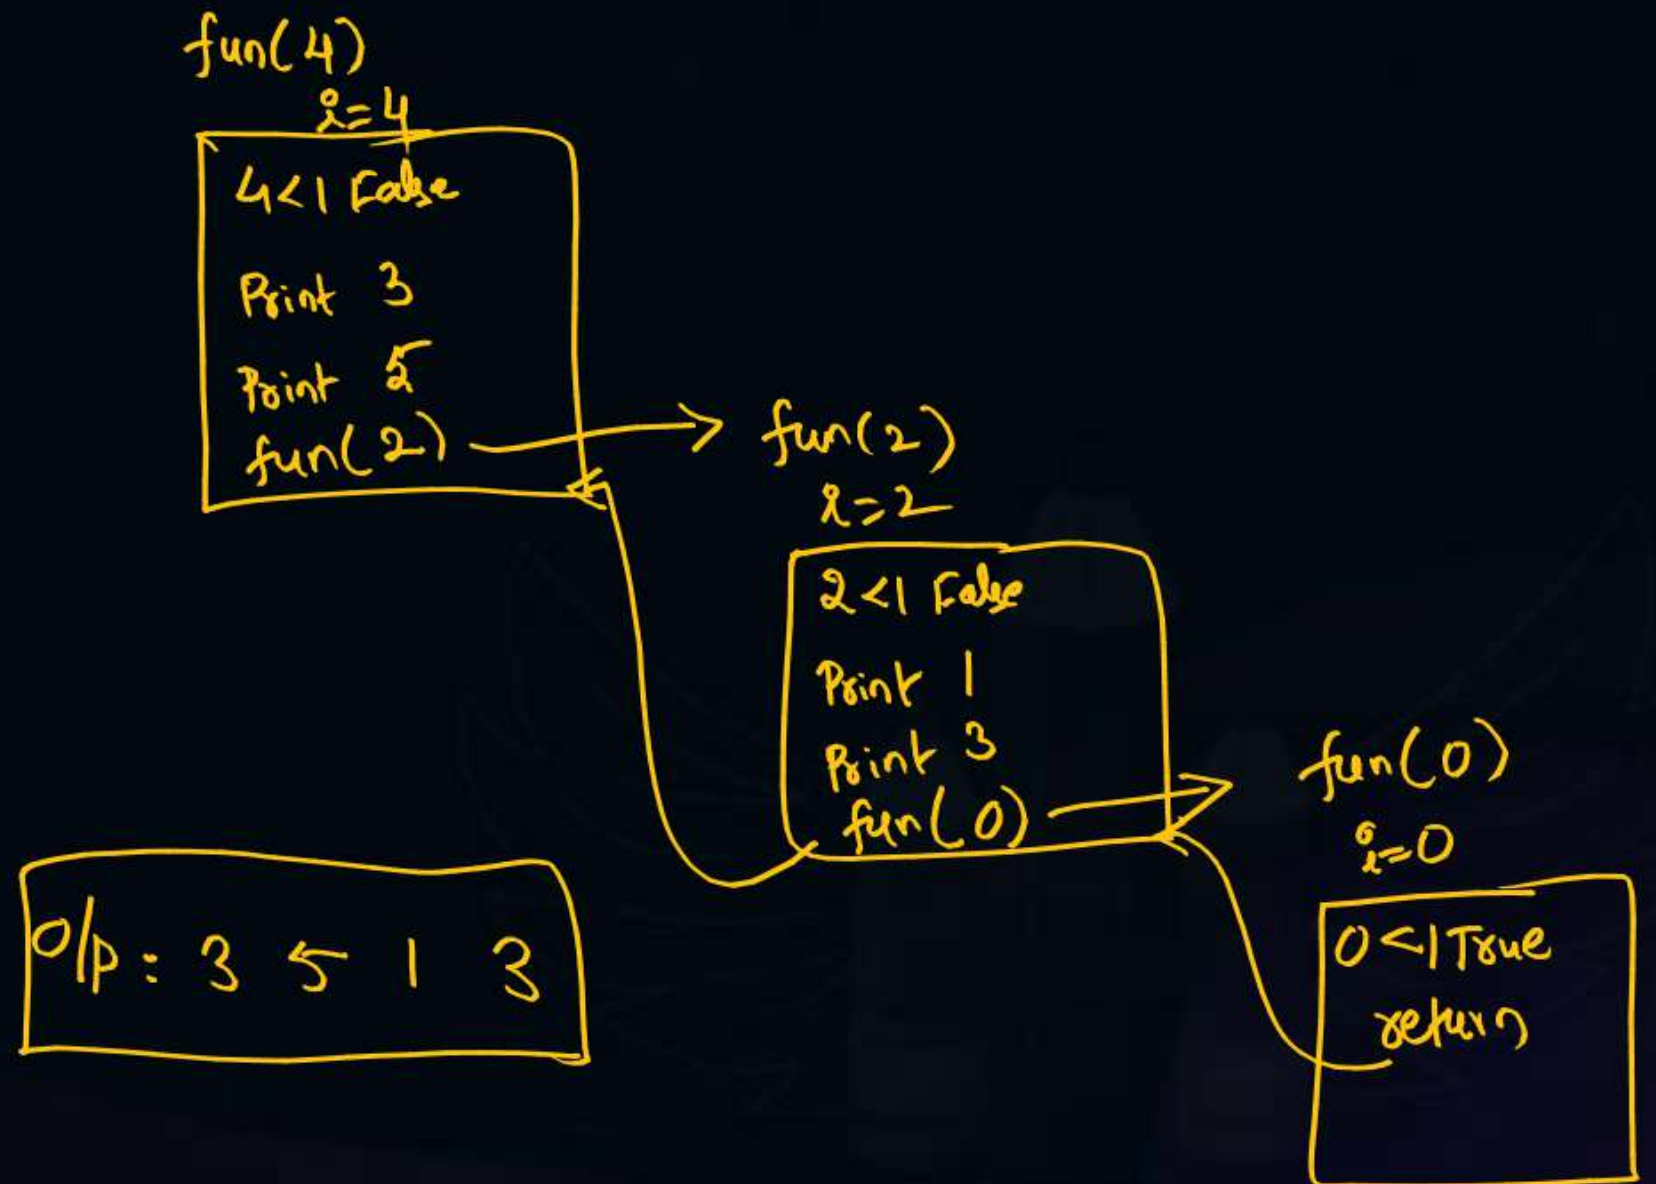 fun(4)
i=4
4<1 False
Print 3
Print 5
fun(2)
fun(2)
i=2
2<1 False
Print 1
Print 3
fun(0)
fun(0)
i=0
0<1 True
return
O/p: 3 5 1 3